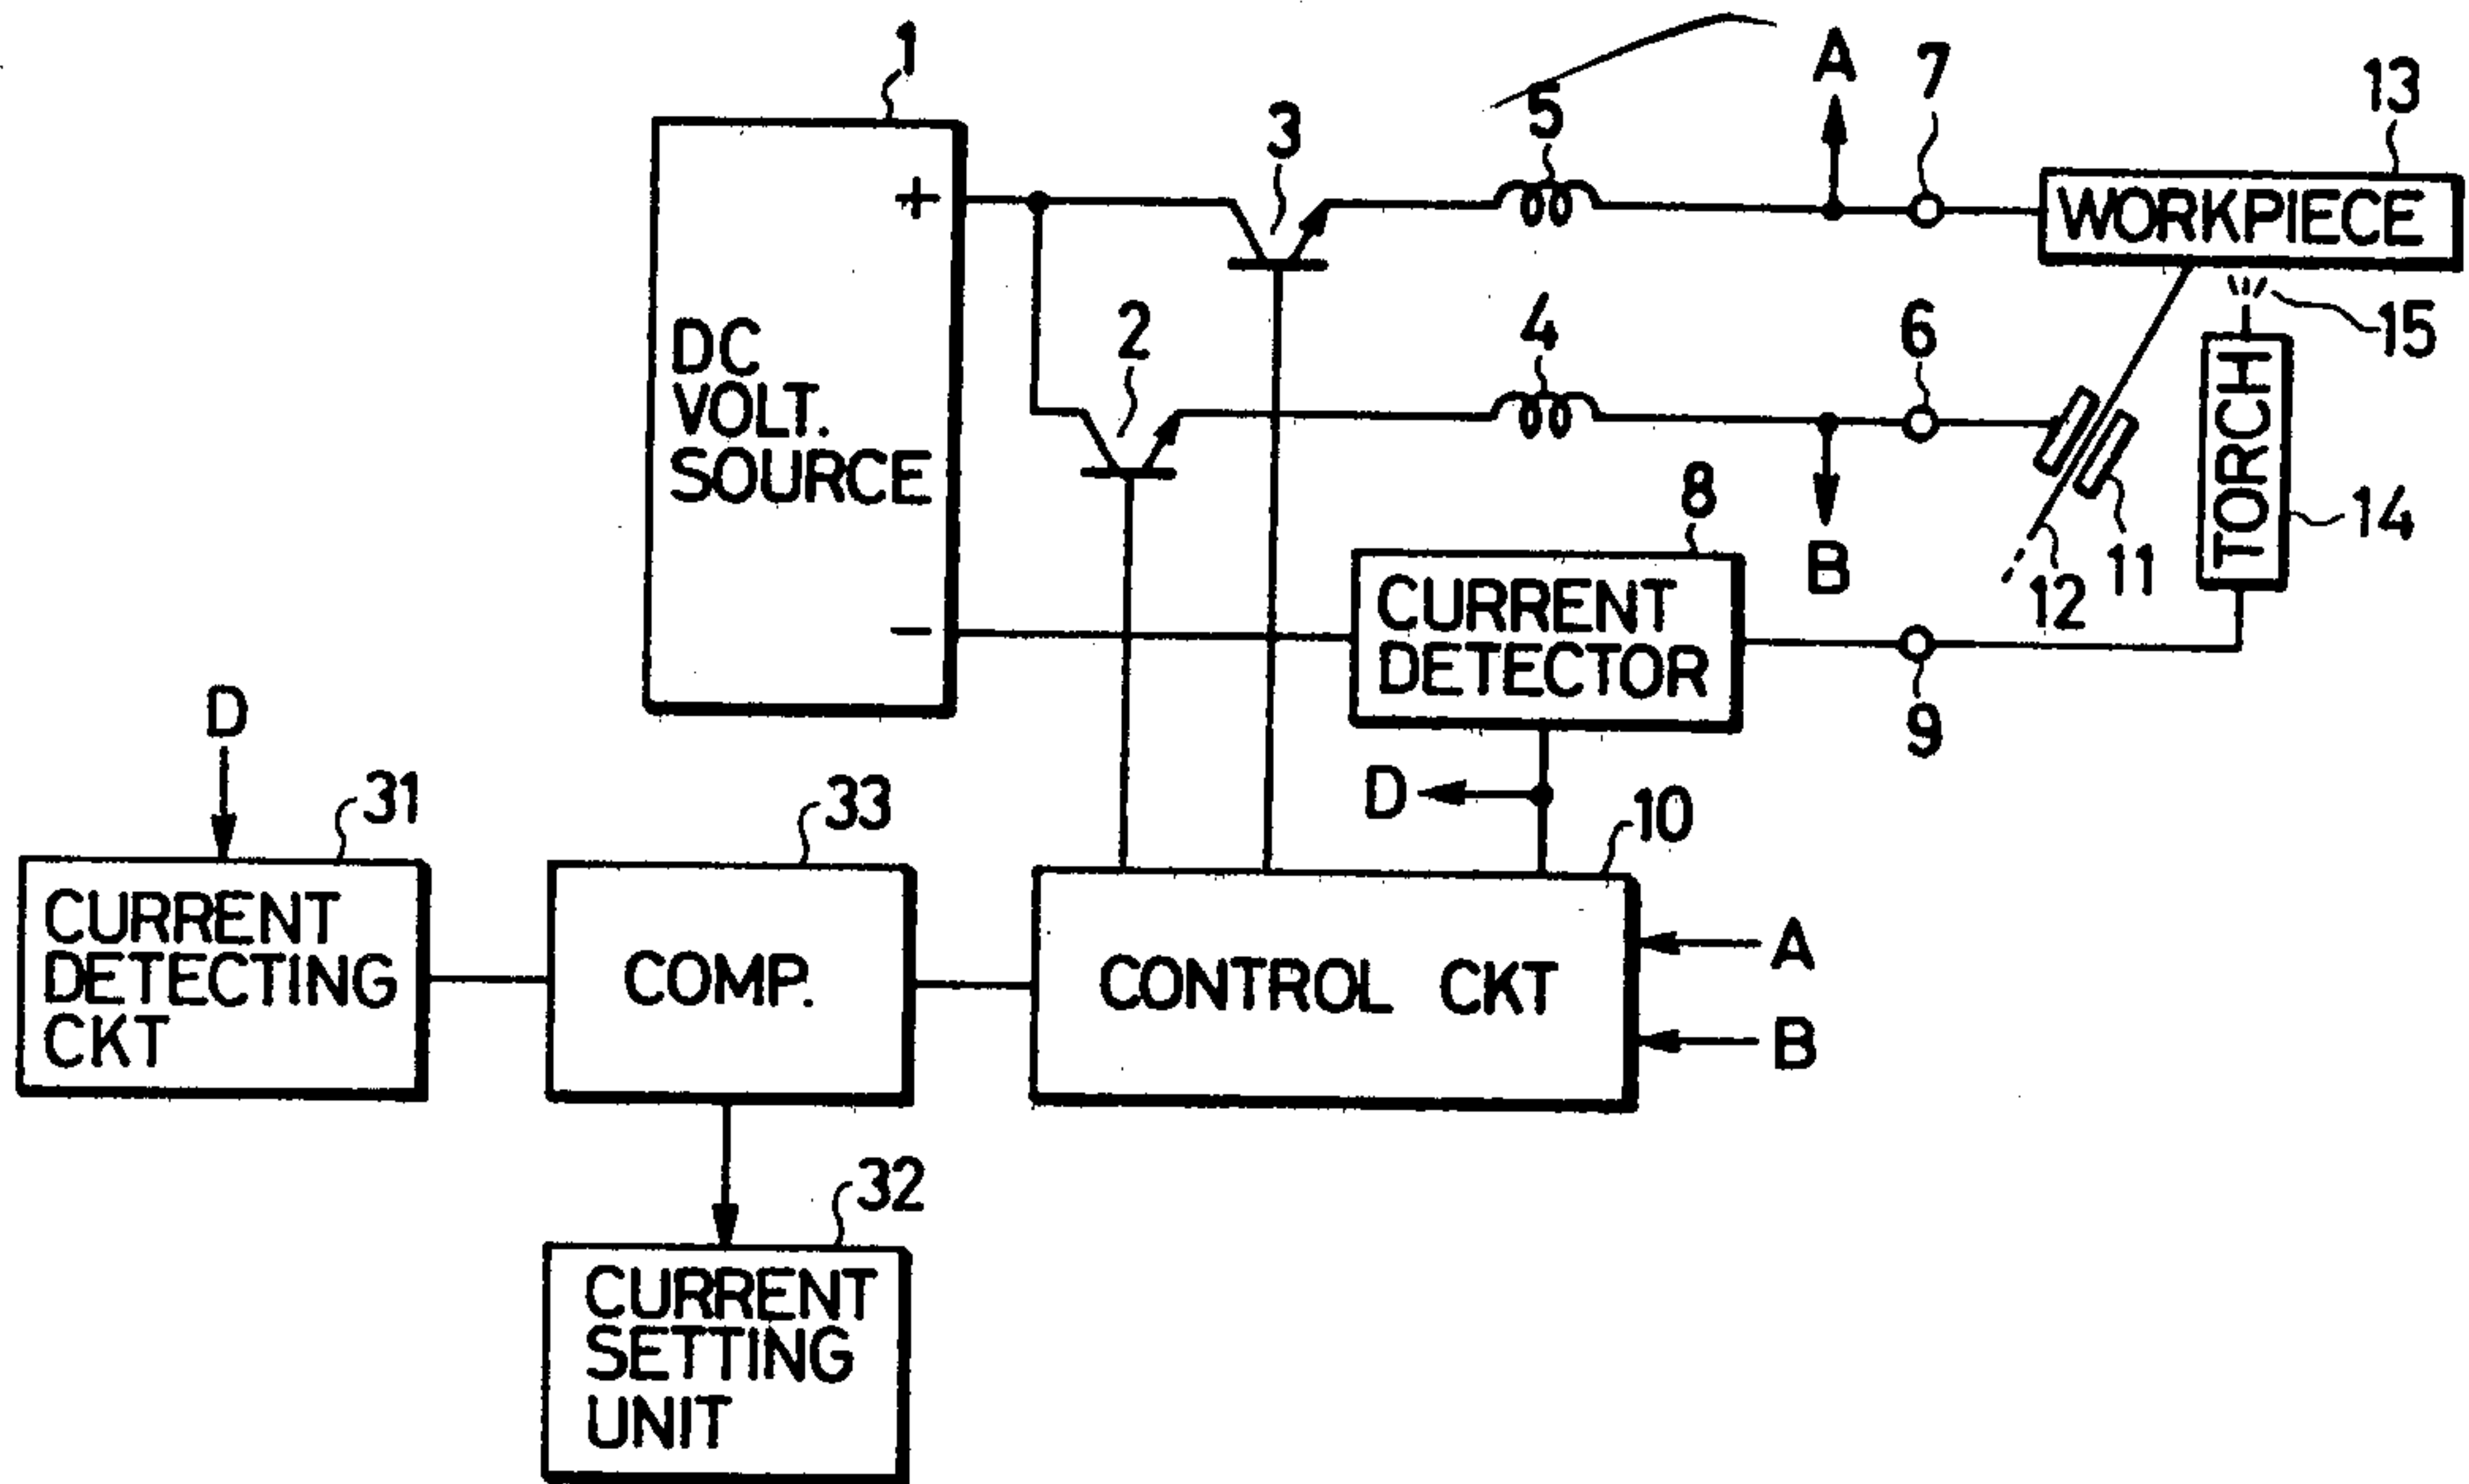 1
3
5
A
7
13
+
WORKPIECE
DC
VOLT.
SOURCE
2
4
6
15
TORCH
14
8
B
11
12
−
CURRENT
DETECTOR
9
D
D
31
33
10
CURRENT
DETECTING
CKT
COMP.
CONTROL CKT
A
B
32
CURRENT
SETTING
UNIT